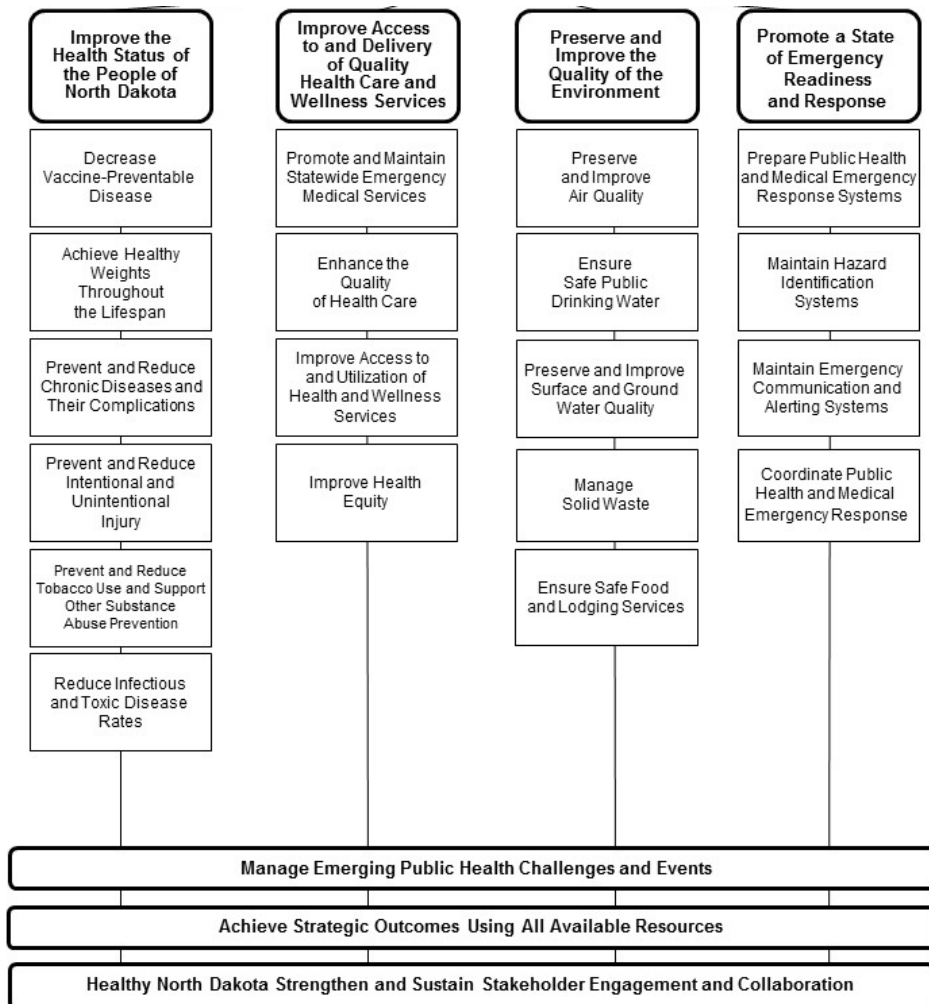 Improve the
Health Status of
the People of
North Dakota
Decrease
Vaccine-Preventable
Disease
Achieve Healthy
Weights
Throughout
the Lifespan
Prevent and Reduce
Chronic Diseases and
Their Complications
Prevent and Reduce
Intentional and
Unintentional
Injury
Prevent and Reduce
Tobacco Use and Support
Other Substance
Abuse Prevention
Reduce Infectious
and Toxic Disease
Rates
Improve Access
to and Delivery
of Quality
Health Care and
Wellness Services
Promote and Maintain
Statewide Emergency
Medical Services
Enhance the
Quality
of Health Care
Improve Access to
and Utilization of
Health and Wellness
Services
Improve Health
Equity
Preserve and
Improve the
Quality of the
Environment
Preserve
and Improve
Air Quality
Ensure
Safe Public
Drinking Water
Preserve and Improve
Surface and Ground
Water Quality
Manage
Solid Waste
Ensure Safe Food
and Lodging Services
Promote a State
of Emergency
Readiness
and Response
Prepare Public Health
and Medical Emergency
Response Systems
Maintain Hazard
Identification
Systems
Maintain Emergency
Communication and
Alerting Systems
Coordinate Public
Health and Medical
Emergency Response
Manage Emerging Public Health Challenges and Events
Achieve Strategic Outcomes Using All Available Resources
Healthy North Dakota Strengthen and Sustain Stakeholder Engagement and Collaboration